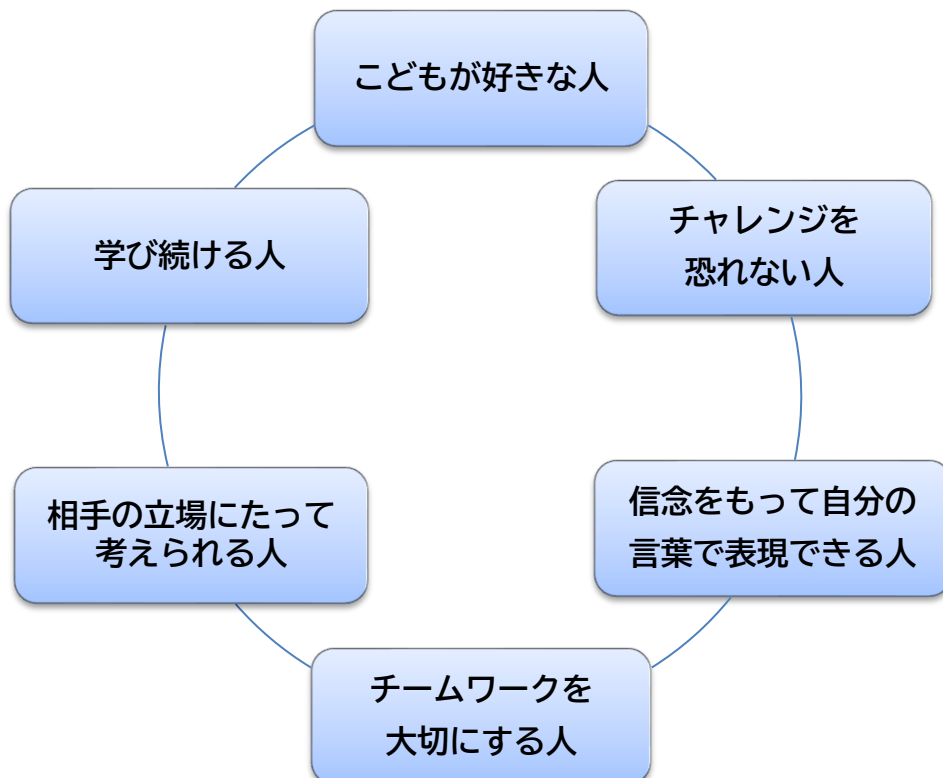 こどもが好きな人
チャレンジを
恐れない人
信念をもって自分の
言葉で表現できる人
チームワークを
大切にする人
相手の立場にたって
考えられる人
学び続ける人